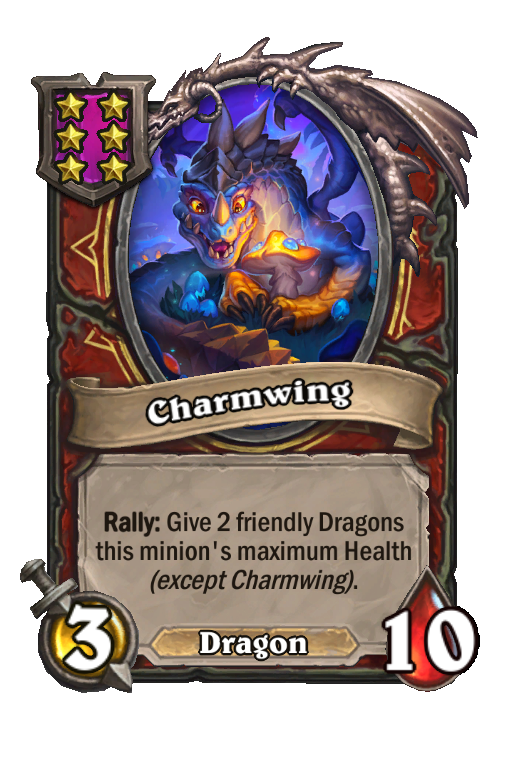 Charmwing
Rally: Give 2 friendly Dragons
this minion's maximum Health
(except Charmwing).
3
Dragon
10